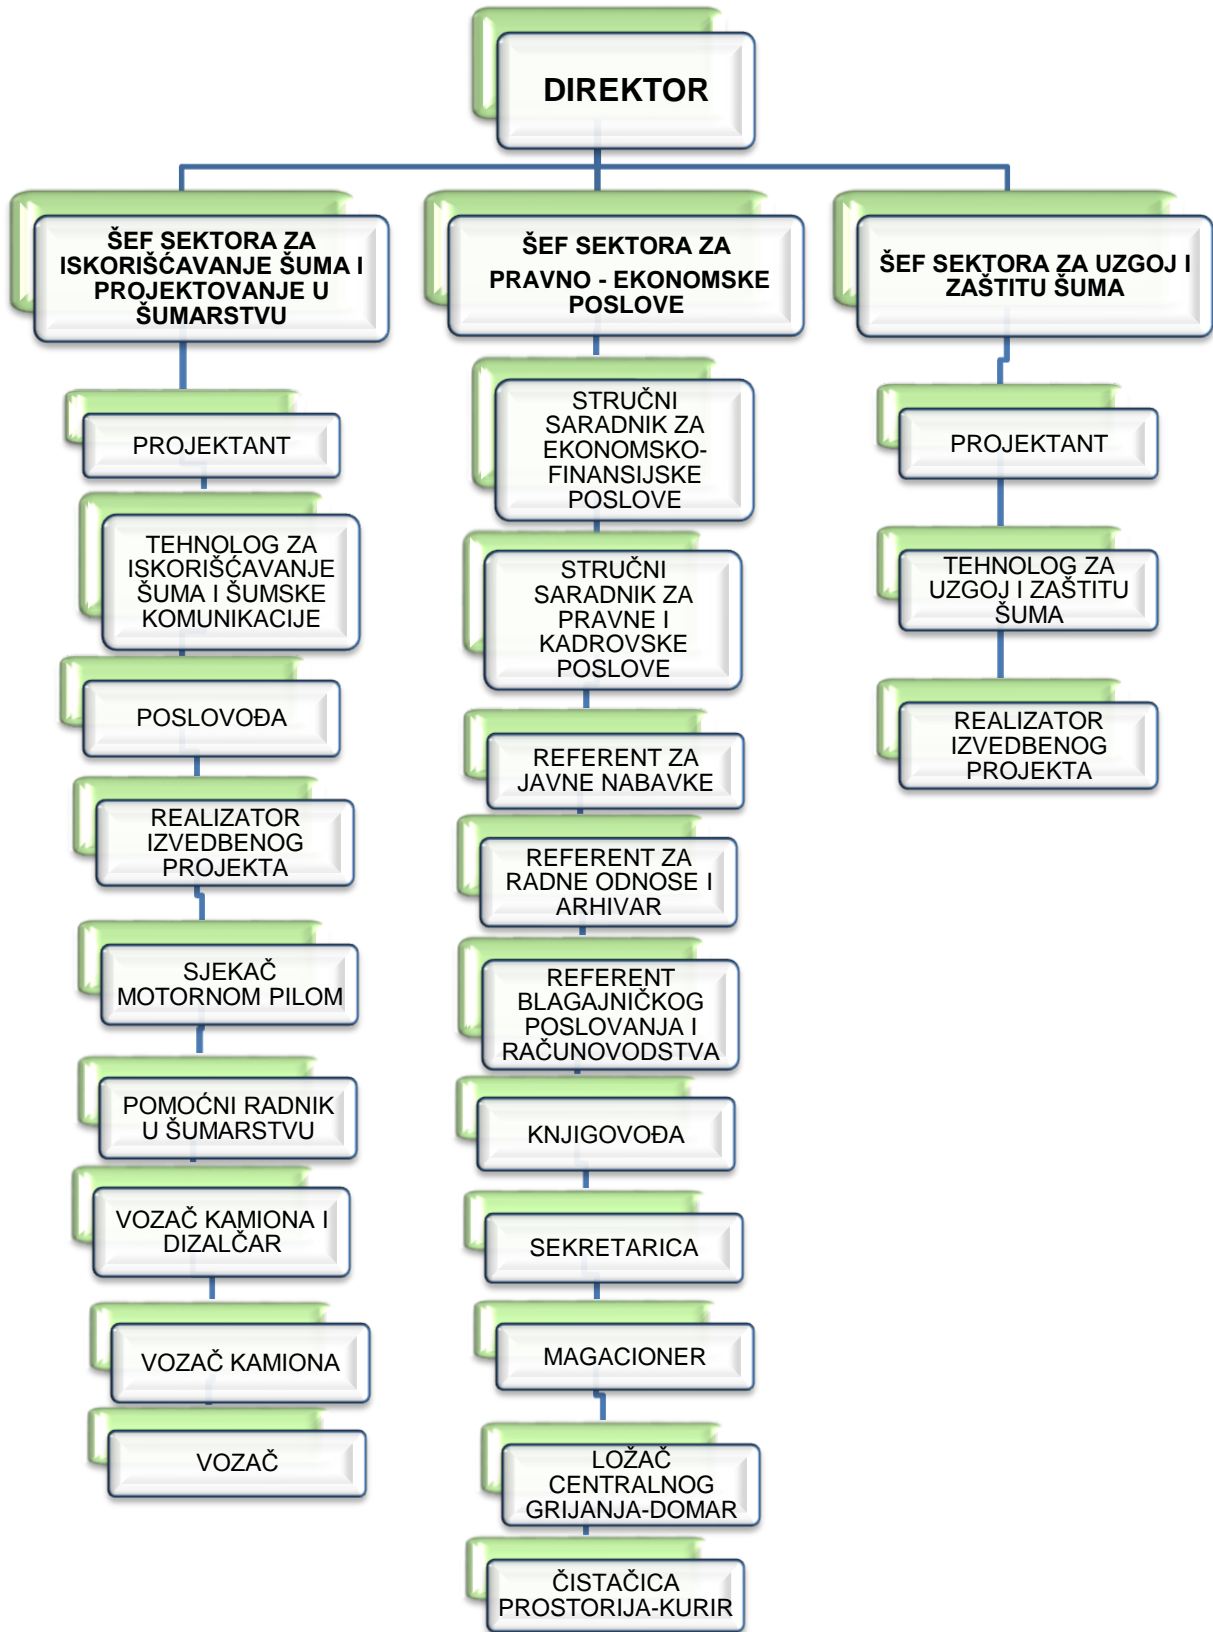 DIREKTOR
ŠEF SEKTORA ZA
ISKORIŠĆAVANJE ŠUMA I
PROJEKTOVANJE U
ŠUMARSTVU
PROJEKTANT
TEHNOLOG ZA
ISKORIŠĆAVANJE
ŠUMA I ŠUMSKE
KOMUNIKACIJE
POSLOVOĐA
REALIZATOR
IZVEDBENOG
PROJEKTA
SJEKAČ
MOTORNOM PILOM
POMOĆNI RADNIK
U ŠUMARSTVU
VOZAČ KAMIONA I
DIZALČAR
VOZAČ KAMIONA
VOZAČ
ŠEF SEKTORA ZA
PRAVNO - EKONOMSKE
POSLOVE
STRUČNI
SARADNIK ZA
EKONOMSKO-
FINANSIJSKE
POSLOVE
STRUČNI
SARADNIK ZA
PRAVNE I
KADROVSKE
POSLOVE
REFERENT ZA
JAVNE NABAVKE
REFERENT ZA
RADNE ODNOSE I
ARHIVAR
REFERENT
BLAGAJNIČKOG
POSLOVANJA I
RAČUNOVODSTVA
KNJIGOVOĐA
SEKRETARICA
MAGACIONER
LOŽAČ
CENTRALNOG
GRIJANJA-DOMAR
ČISTAČICA
PROSTORIJA-KURIR
ŠEF SEKTORA ZA UZGOJ I
ZAŠTITU ŠUMA
PROJEKTANT
TEHNOLOG ZA
UZGOJ I ZAŠTITU
ŠUMA
REALIZATOR
IZVEDBENOG
PROJEKTA